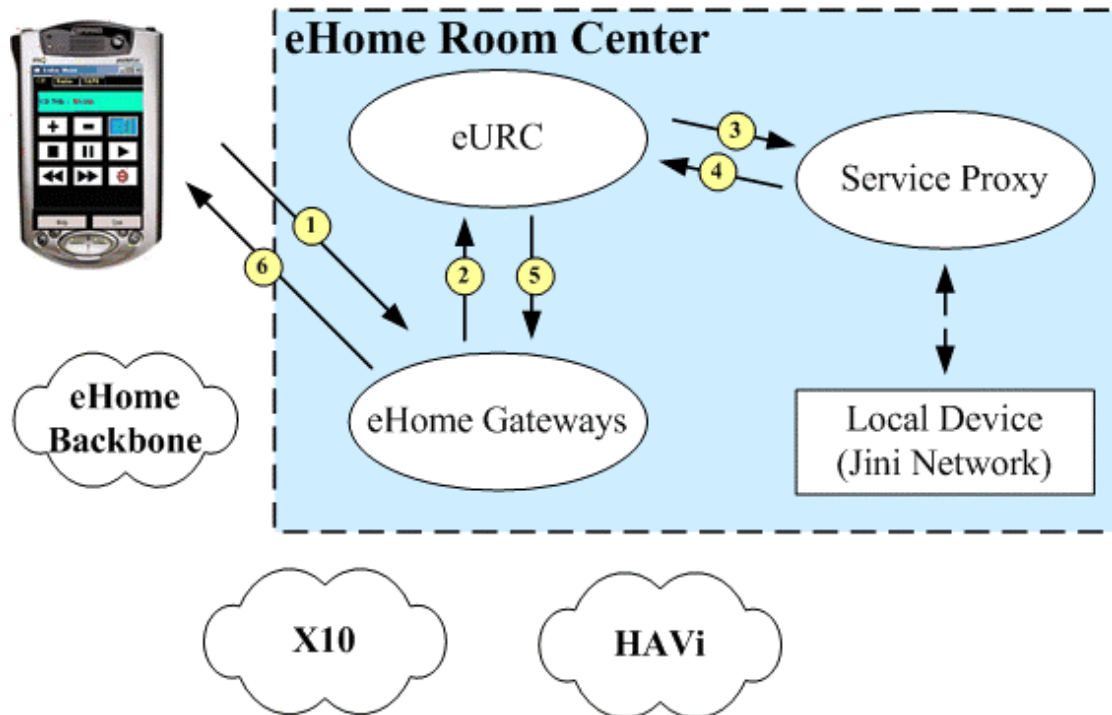 eHome Room Center
eURC
3
4
Service Proxy
1
6
2
5
eHome
Backbone
eHome Gateways
Local Device
(Jini Network)
X10
HAVi